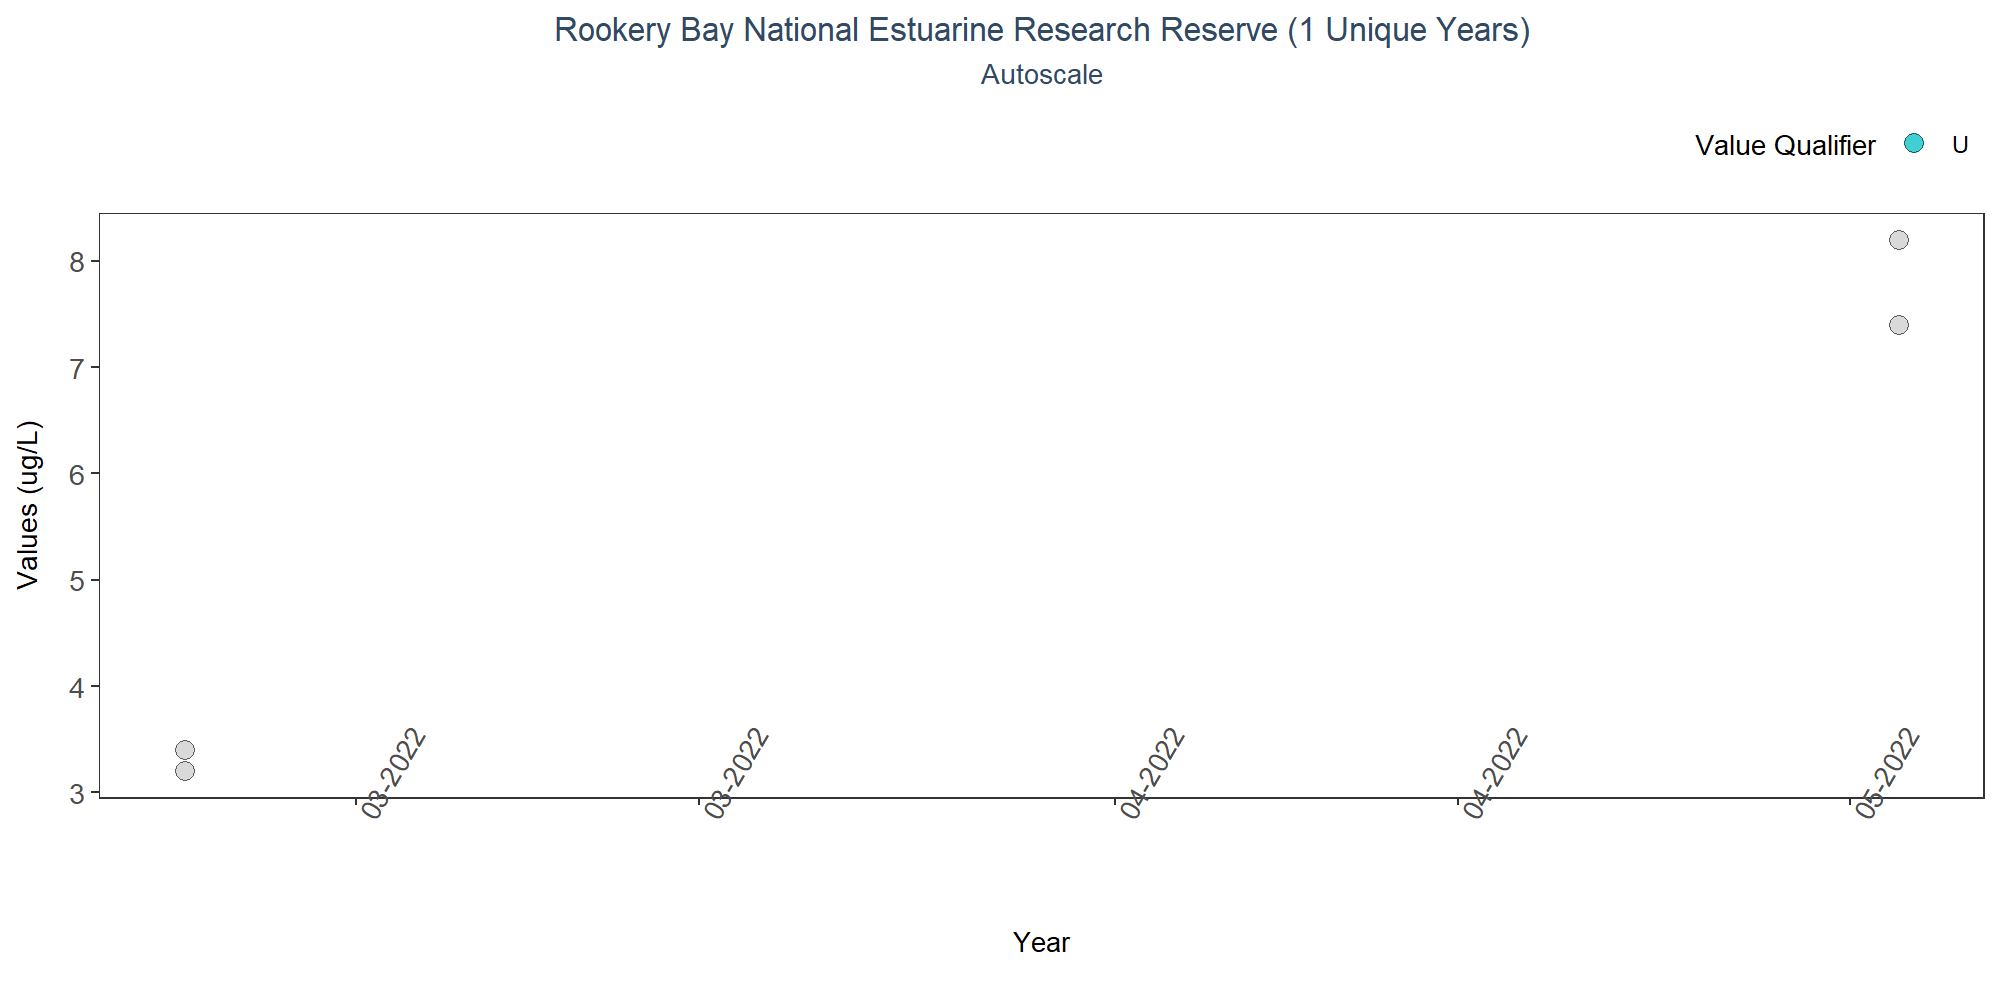 Rookery Bay National Estuarine Research Reserve (1 Unique Years)
Autoscale
Value Qualifier U
Values (ug/L)
8
7
6
5
4
3
03-2022
03-2022
04-2022
04-2022
05-2022
Year